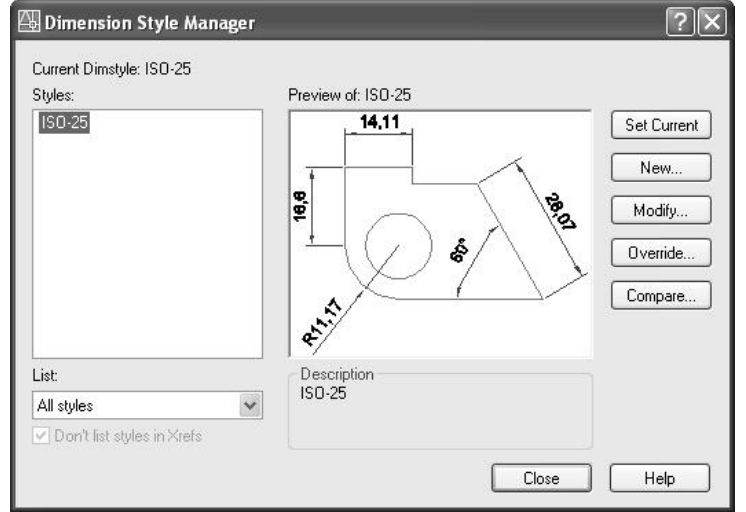 Dimension Style Manager
Current Dimstyle: ISO-25
Styles:
ISO-25
Preview of: ISO-25
14,11
16,6
28,07
60°
R11,17
Set Current
New...
Modify...
Override...
Compare...
List:
All styles
Don't list styles in Xrefs
Description
ISO-25
Close
Help